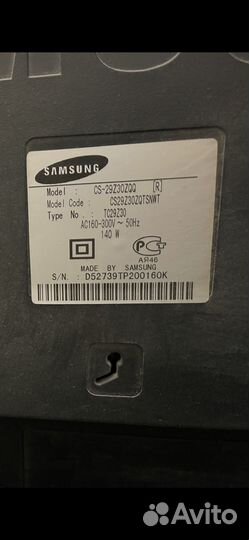 SAMSUNG
Model : CS-29Z30ZQQ R
Model Code : CS29Z30ZQTSNWT
Type No. : TC29Z30
AC160-300V ~ 50Hz
140 W
АЯ46
MADE BY SAMSUNG
S/N. : D52739TP200160K
Avito